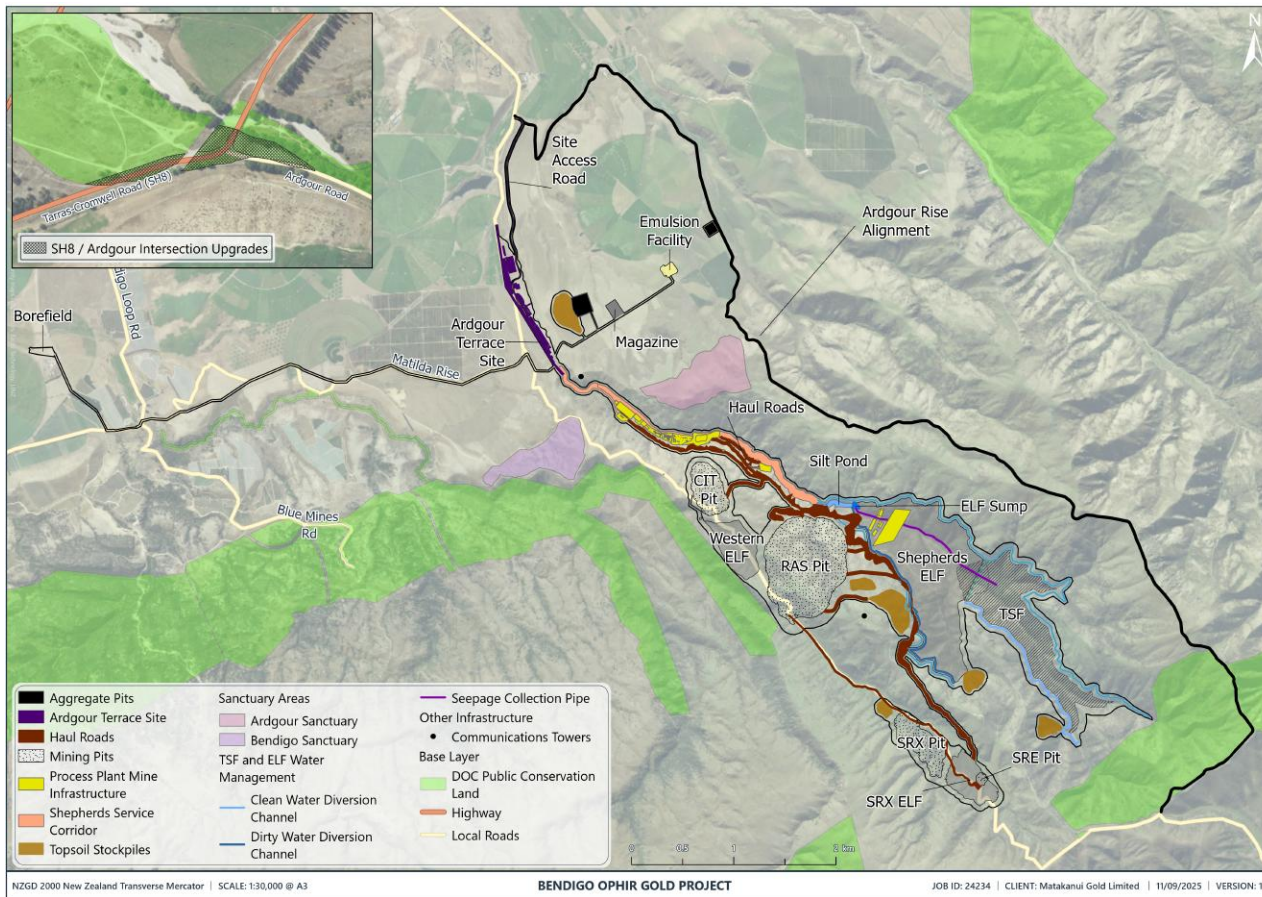 Tarras-Cromwell Road (SH8)
Ardgour Road
SH8 / Ardgour Intersection Upgrades
N
Site
Access
Road
Emulsion
Facility
Ardgour Rise
Alignment
Borefield
digo Loop Rd
Ardgour
Terrace
Site
Magazine
Matilda Rise
Haul Roads
Silt Pond
CIT
Pit
ELF Sump
Blue Mines
Rd
Western
ELF
RAS Pit
Shepherds
ELF
TSF
SRX Pit
SRE Pit
SRX ELF
Aggregate Pits
Ardgour Terrace Site
Haul Roads
Mining Pits
Process Plant Mine
Infrastructure
Shepherds Service
Corridor
Topsoil Stockpiles
Sanctuary Areas
Ardgour Sanctuary
Bendigo Sanctuary
TSF and ELF Water
Management
Clean Water Diversion
Channel
Dirty Water Diversion
Channel
Seepage Collection Pipe
Other Infrastructure
Communications Towers
Base Layer
DOC Public Conservation
Land
Highway
Local Roads
0 0.5 1 2 km
NZGD 2000 New Zealand Transverse Mercator | SCALE: 1:30,000 @ A3
BENDIGO OPHIR GOLD PROJECT
JOB ID: 24234 | CLIENT: Matakanui Gold Limited | 11/09/2025 | VERSION: 1